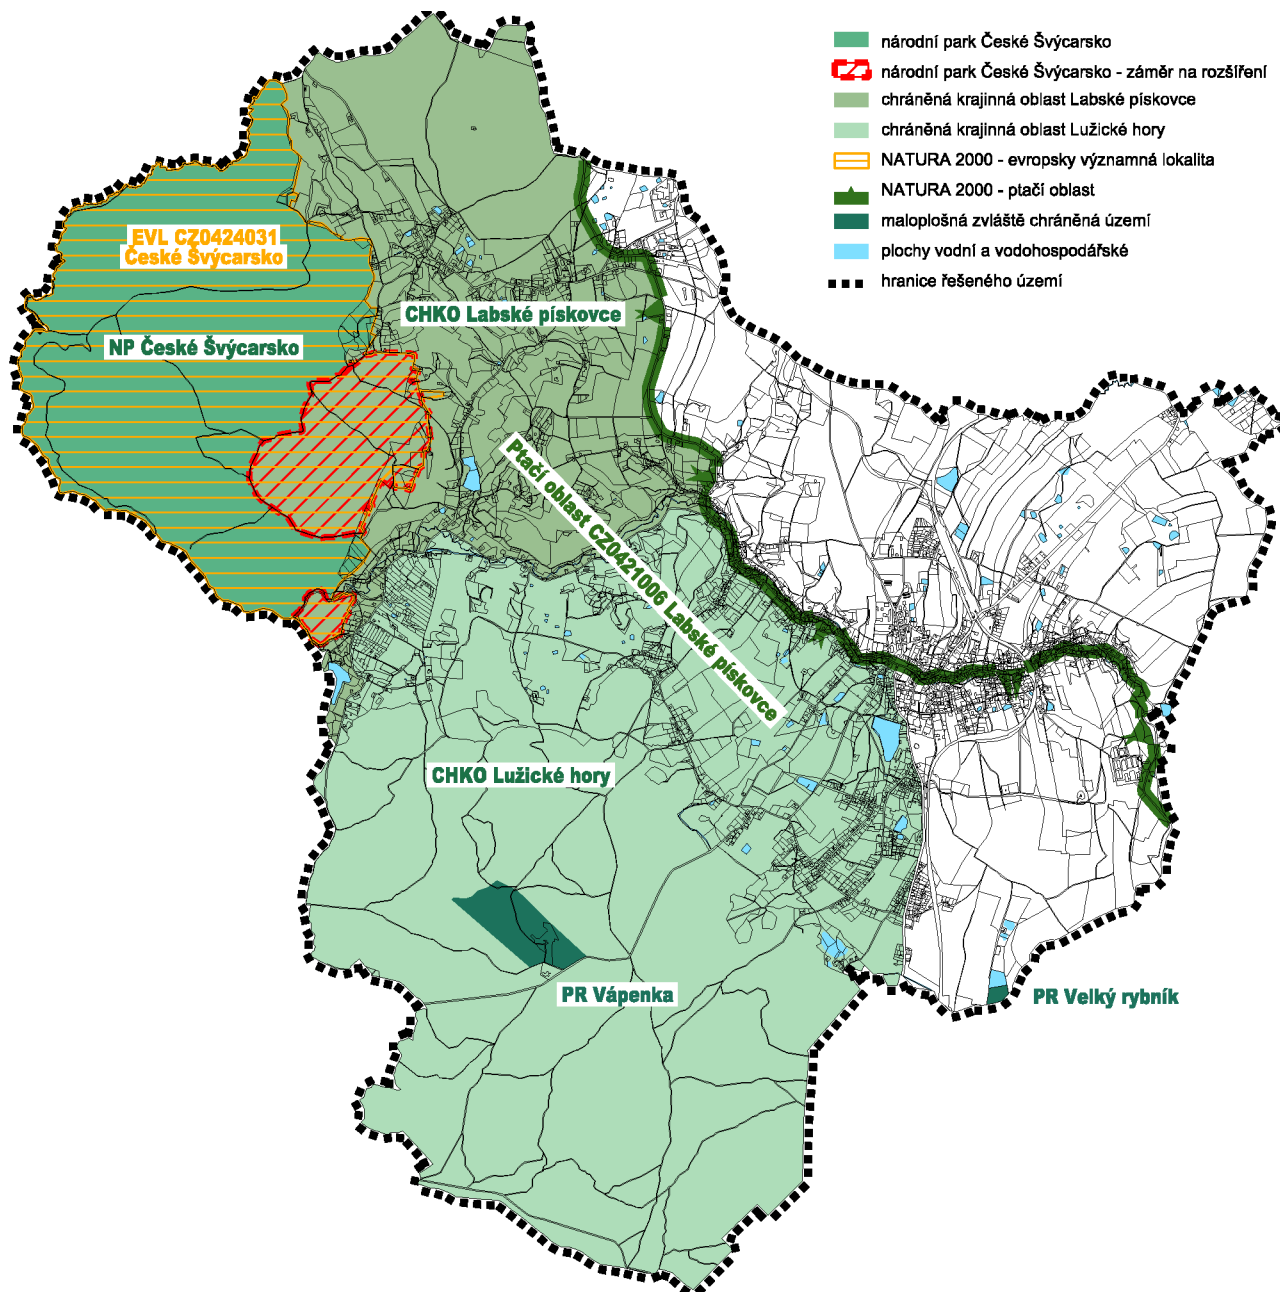 národní park České Švýcarsko
národní park České Švýcarsko - záměr na rozšíření
chráněná krajinná oblast Labské pískovce
chráněná krajinná oblast Lužické hory
NATURA 2000 - evropsky významná lokalita
NATURA 2000 - ptačí oblast
maloplošná zvláště chráněná území
plochy vodní a vodohospodářské
hranice řešeného území
EVL CZ0424031
České Švýcarsko
CHKO Labské pískovce
NP České Švýcarsko
Ptačí oblast CZ0421006 Labské pískovce
CHKO Lužické hory
PR Vápenka
PR Velký rybník